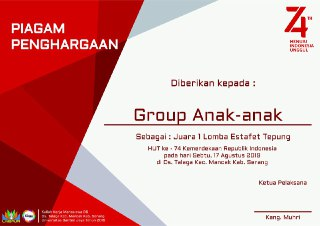 PIAGAM
PENGHARGAAN
74 TH
MENUJU
INDONESIA
UNGGUL
Diberikan kepada :
Group Anak-anak
Sebagai : Juara 1 Lomba Estafet Tepung
HUT ke - 74 Kemerdekaan Republik Indonesia
pada hari Sabtu, 17 Agustus 2019
di Ds. Talaga Kec. Mancak Kab. Serang
Ketua Pelaksana
Kang. Muhri